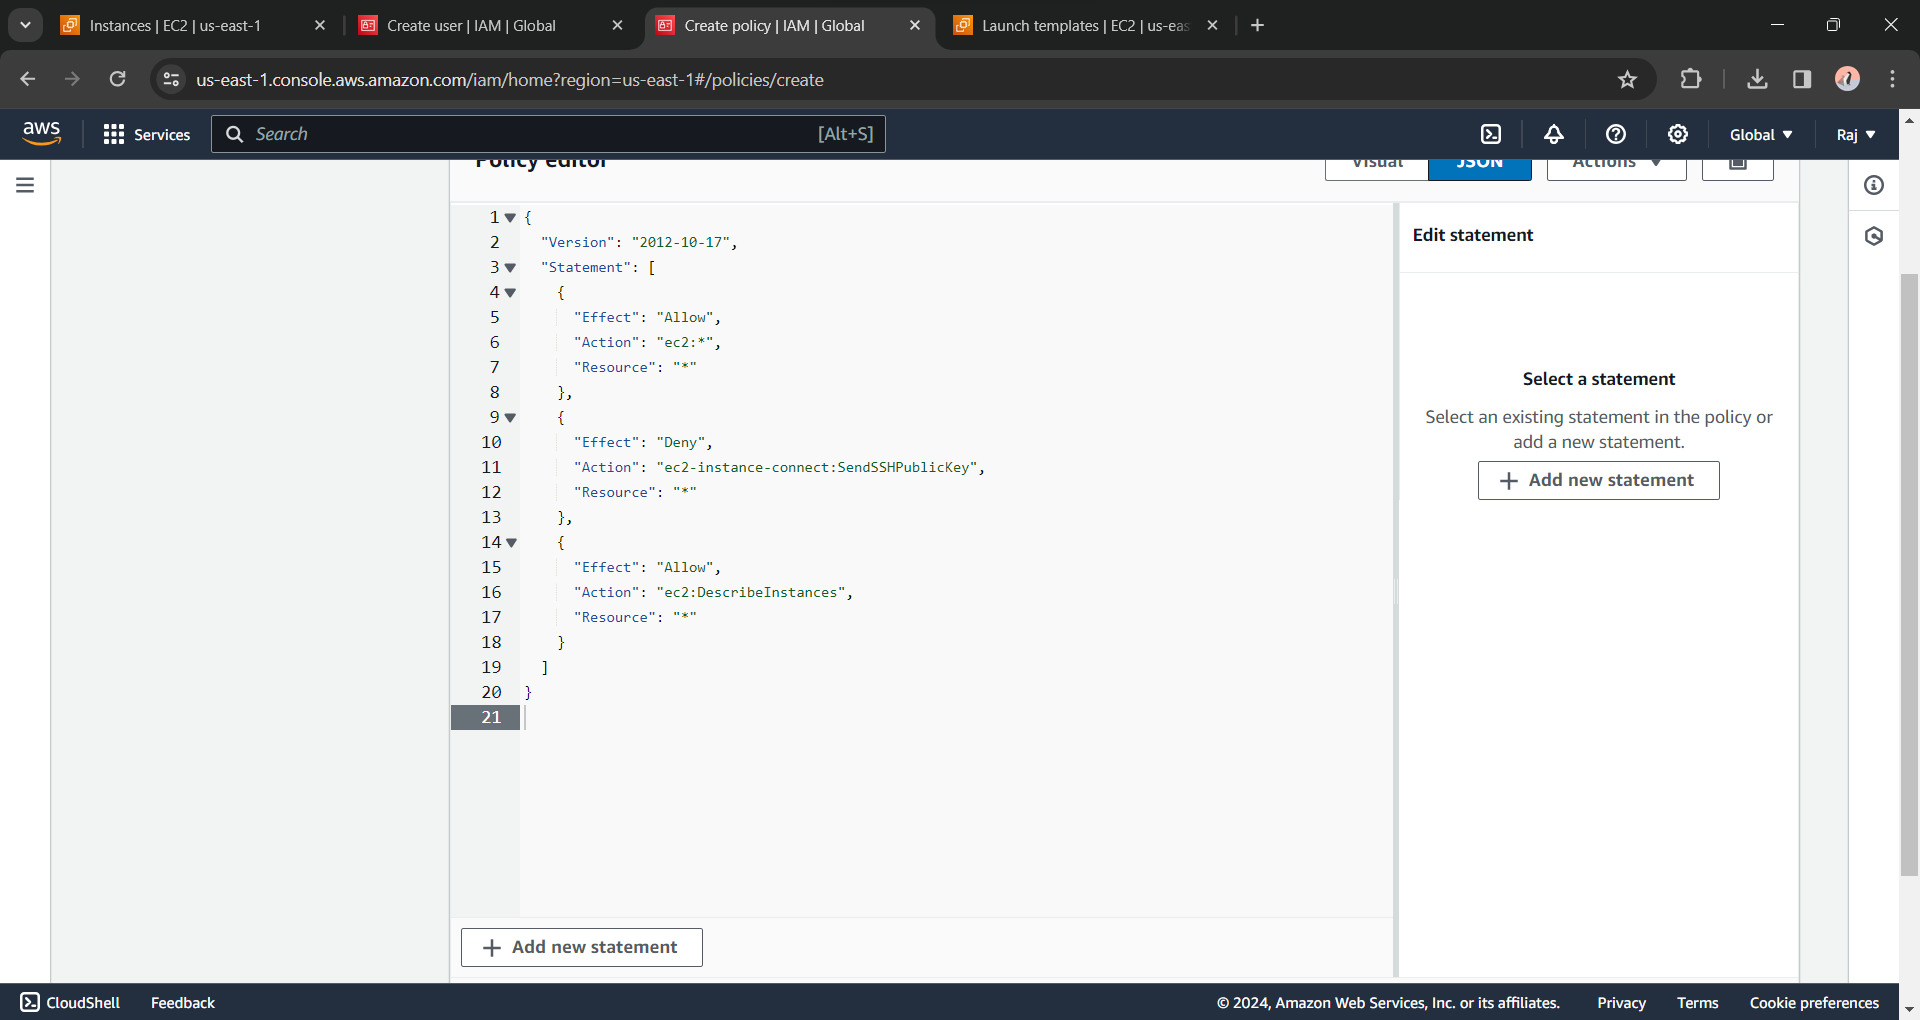 Instances | EC2 | us-east-1
Create user | IAM | Global
Create policy | IAM | Global
Launch templates | EC2 | us-eas
us-east-1.console.aws.amazon.com/iam/home?region=us-east-1#/policies/create
aws
Services
Search
[Alt+S]
Global
Raj
Policy editor
Visual
JSON
Actions
1 {
2 "Version": "2012-10-17",
3 "Statement": [
4 {
5 "Effect": "Allow",
6 "Action": "ec2:*",
7 "Resource": "*"
8 },
9 {
10 "Effect": "Deny",
11 "Action": "ec2-instance-connect:SendSSHPublicKey",
12 "Resource": "*"
13 },
14 {
15 "Effect": "Allow",
16 "Action": "ec2:DescribeInstances",
17 "Resource": "*"
18 }
19 ]
20 }
21
Edit statement
Select a statement
Select an existing statement in the policy or
add a new statement.
+ Add new statement
+ Add new statement
CloudShell
Feedback
© 2024, Amazon Web Services, Inc. or its affiliates.
Privacy
Terms
Cookie preferences